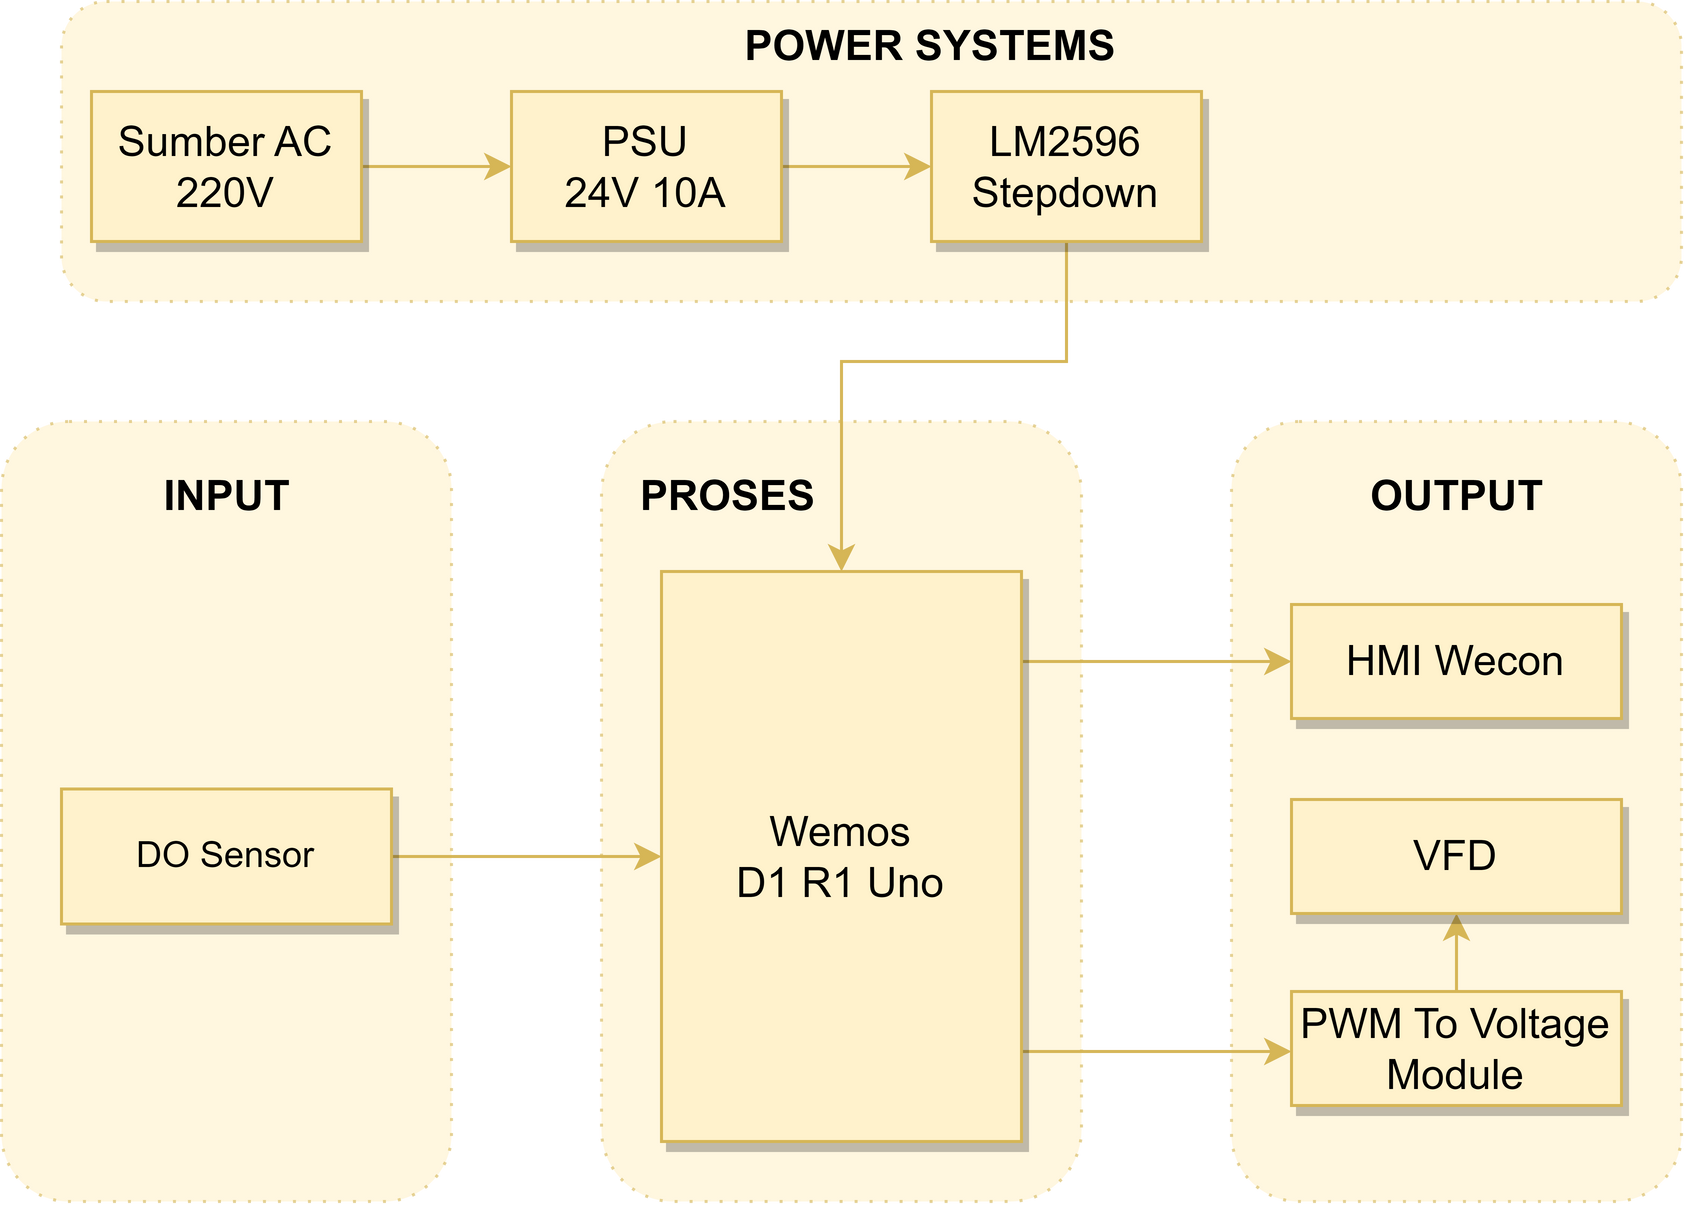 POWER SYSTEMS
Sumber AC
220V
PSU
24V 10A
LM2596
Stepdown
INPUT
DO Sensor
PROSES
Wemos
D1 R1 Uno
OUTPUT
HMI Wecon
VFD
PWM To Voltage
Module